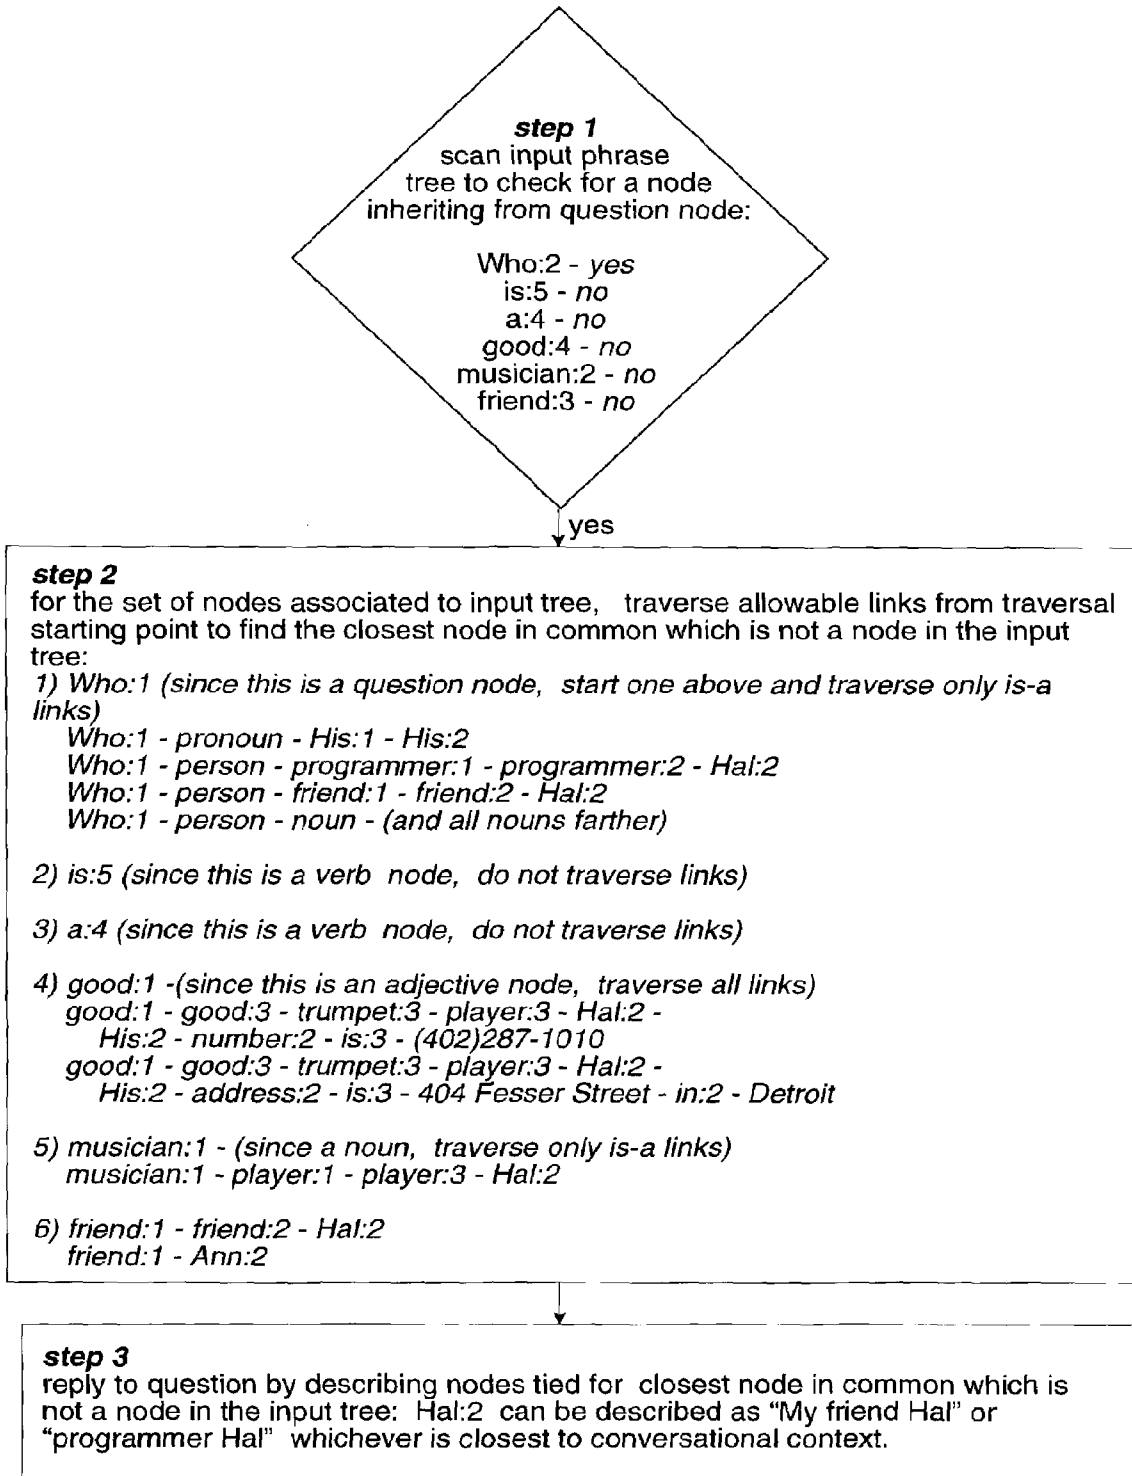 step 1
scan input phrase
tree to check for a node
inheriting from question node:
Who:2 - yes
is:5 - no
a:4 - no
good:4 - no
musician:2 - no
friend:3 - no
yes
step 2
for the set of nodes associated to input tree, traverse allowable links from traversal
starting point to find the closest node in common which is not a node in the input
tree:
1) Who:1 (since this is a question node, start one above and traverse only is-a
links)
Who:1 - pronoun - His:1 - His:2
Who:1 - person - programmer:1 - programmer:2 - Hal:2
Who:1 - person - friend:1 - friend:2 - Hal:2
Who:1 - person - noun - (and all nouns farther)
2) is:5 (since this is a verb node, do not traverse links)
3) a:4 (since this is a verb node, do not traverse links)
4) good:1 -(since this is an adjective node, traverse all links)
good:1 - good:3 - trumpet:3 - player:3 - Hal:2 -
His:2 - number:2 - is:3 - (402)287-1010
good:1 - good:3 - trumpet:3 - player:3 - Hal:2 -
His:2 - address:2 - is:3 - 404 Fesser Street - in:2 - Detroit
5) musician:1 - (since a noun, traverse only is-a links)
musician:1 - player:1 - player:3 - Hal:2
6) friend:1 - friend:2 - Hal:2
friend:1 - Ann:2
step 3
reply to question by describing nodes tied for closest node in common which is
not a node in the input tree: Hal:2 can be described as “My friend Hal” or
“programmer Hal” whichever is closest to conversational context.